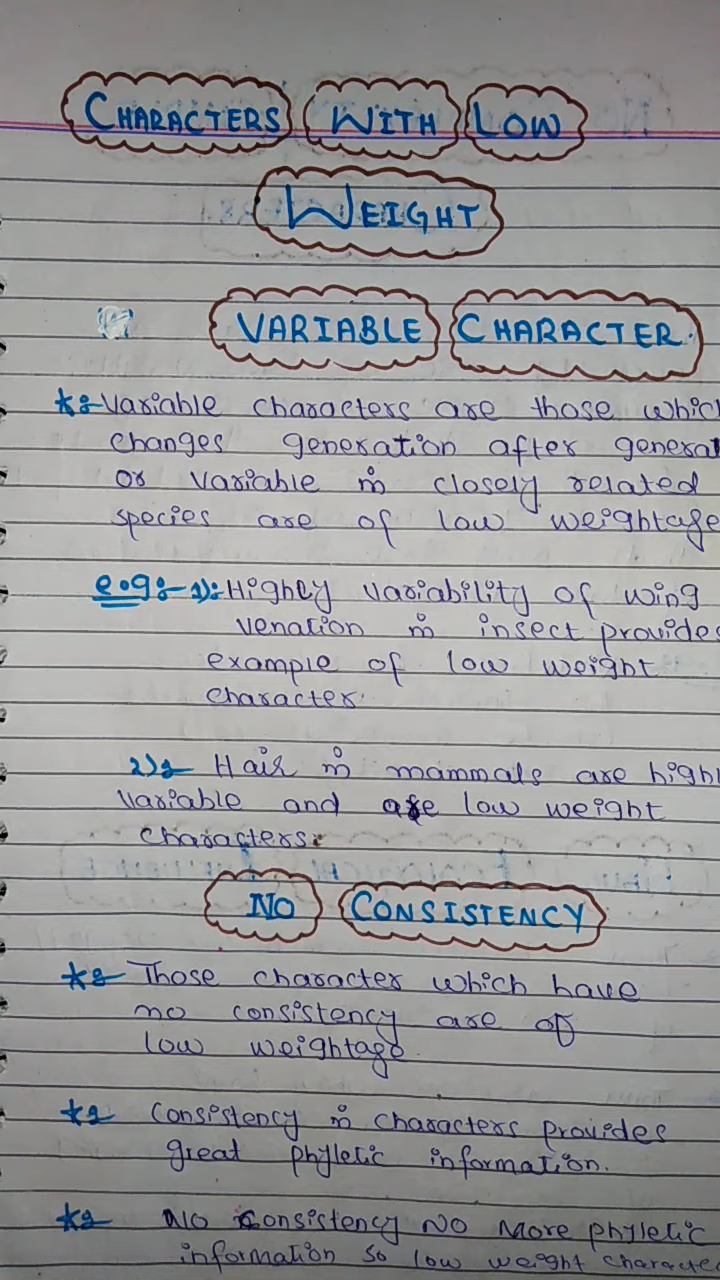 CHARACTERS WITH LOW
WEIGHT
VARIABLE CHARACTER.
*:- Variable characters are those which
changes generation after generat
or variable in closely related
species are of low weightage
e.g:- 1):- Highly variability of wing
venation in insect provides
example of low weight
character.
2):- Hair in mammals are highl
variable and are low weight
characters.
NO CONSISTENCY
*:- Those character which have
no consistency are of
low weightage.
*:- Consistency in characters provides
great phyletic information.
*:- No consistency No More phyletic
information so low weight characte